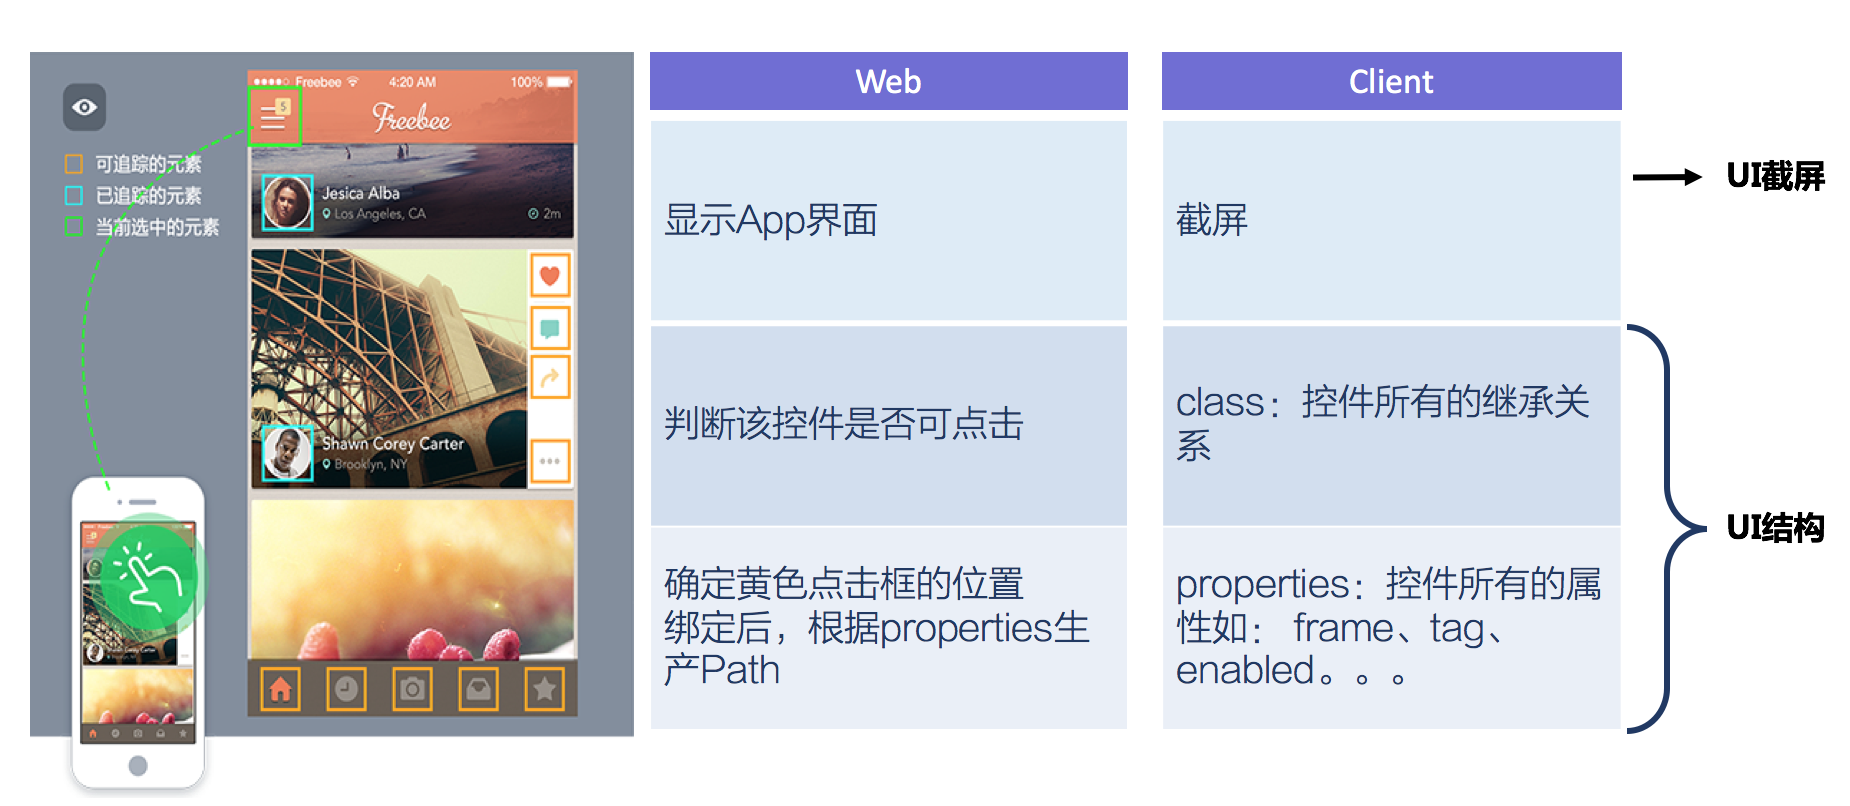 Freebee
4:20 AM
100%
5
Freebee
可追踪的元素
已追踪的元素
当前选中的元素
Jesica Alba
Los Angeles, CA
2m
Shawn Corey Carter
Brooklyn, NY
Web
Client
显示App界面
截屏
UI截屏
判断该控件是否可点击
class：控件所有的继承关
系
确定黄色点击框的位置
绑定后，根据properties生
产Path
properties：控件所有的属
性如： frame、tag、
enabled。。。
UI结构